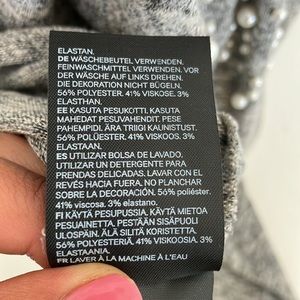 ELASTAN.
DE WÄSCHEBEUTEL VERWENDEN.
FEINWASCHMITTEL VERWENDEN. VOR
DER WÄSCHE AUF LINKS DREHEN.
DIE DEKORATION NICHT BÜGELN.
56% POLYESTER. 41% VISKOSE. 3%
ELASTHAN.
EE KASUTA PESUKOTTI, KASUTA
MAHEDAT PESUVAHENDIT. PESE
PAHEMPIDI. ÄRA TRIIGI KAUNISTUST.
56% POLÜESTER. 41% VISKOOS. 3%
ELASTAAN.
ES UTILIZAR BOLSA DE LAVADO.
UTILIZAR UN DETERGENTE PARA
PRENDAS DELICADAS. LAVAR CON EL
REVÉS HACIA FUERA. NO PLANCHAR
SOBRE LA DECORACIÓN. 56% poliéster.
41% viscosa. 3% elastano.
FI KÄYTÄ PESUPUSSIA. KÄYTÄ MIETOA
PESUAINETTA. PESTÄÄN SISÄPUOLI
ULOSPÄIN. ÄLÄ SILITÄ KORISTETTA.
56% POLYESTERIÄ. 41% VISKOOSIA. 3%
ELASTAANIA.
FR LAVER À LA MACHINE À L'EAU